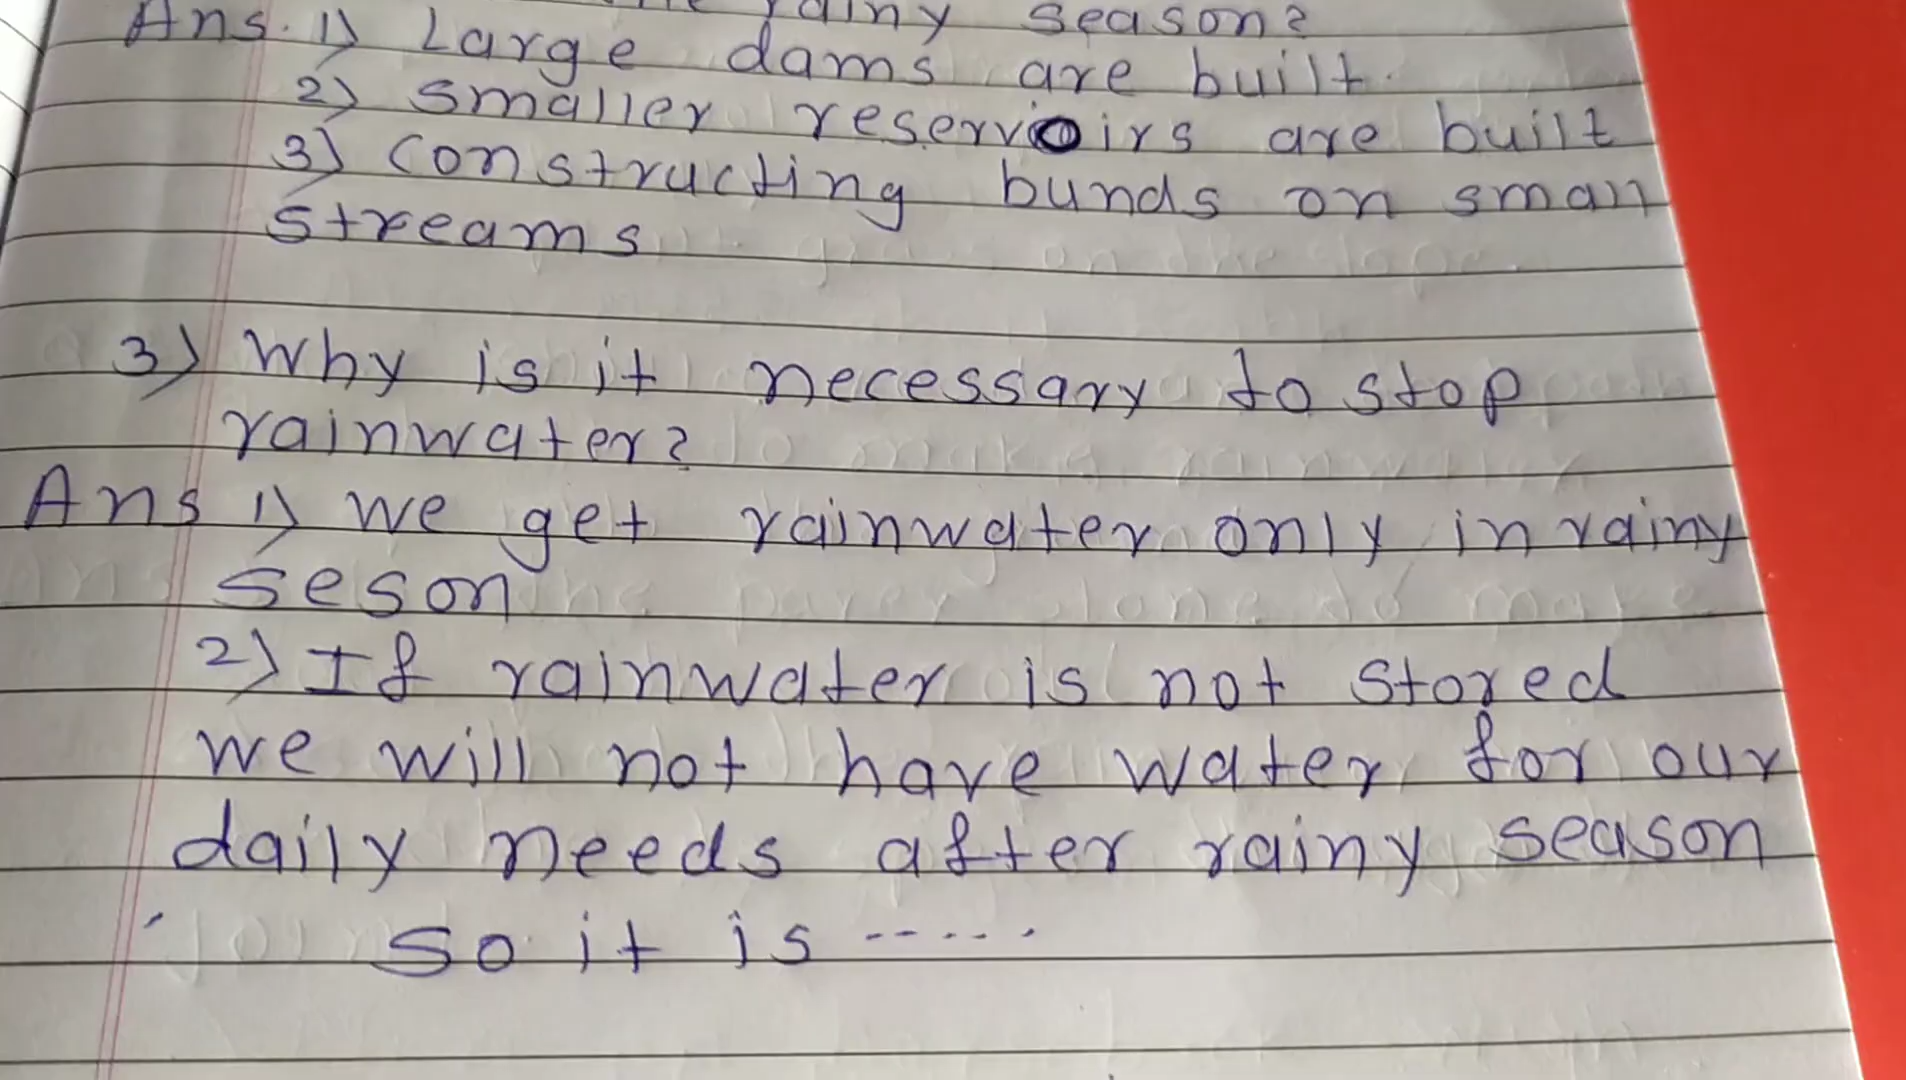 rainy season?
Ans. 1) Large dams are built.
2) smaller reservoirs are built
3) constructing bunds on small
streams
3) Why is it necessary to stop
rainwater?
Ans 1) we get rainwater only in rainy
seson
2) If rainwater is not stored
we will not have water for our
daily needs after rainy season
so it is -----